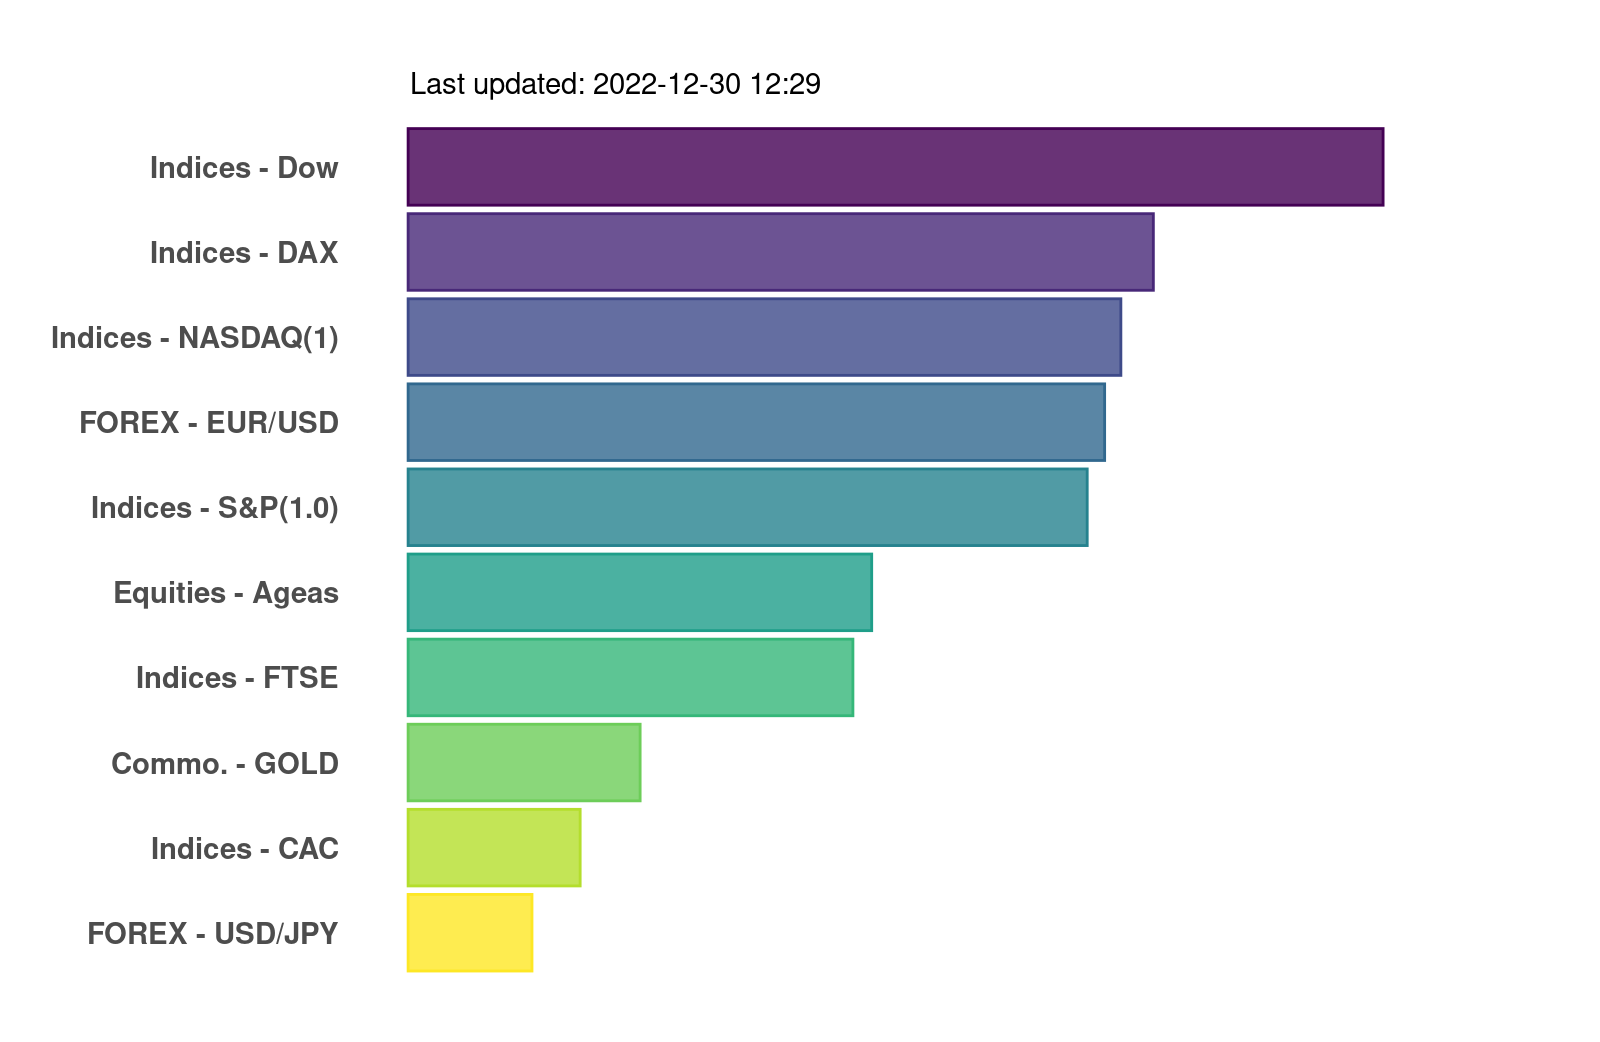 Last updated: 2022-12-30 12:29
Indices - Dow
Indices - DAX
Indices - NASDAQ(1)
FOREX - EUR/USD
Indices - S&P(1.0)
Equities - Ageas
Indices - FTSE
Commo. - GOLD
Indices - CAC
FOREX - USD/JPY